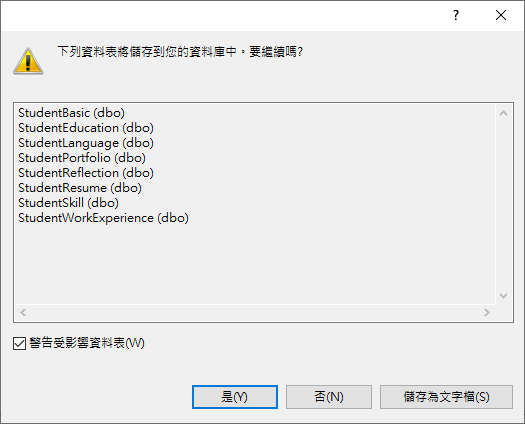 ?
下列資料表將儲存到您的資料庫中。要繼續嗎?
StudentBasic (dbo)
StudentEducation (dbo)
StudentLanguage (dbo)
StudentPortfolio (dbo)
StudentReflection (dbo)
StudentResume (dbo)
StudentSkill (dbo)
StudentWorkExperience (dbo)
警告受影響資料表(W)
是(Y) 否(N) 儲存為文字檔(S)